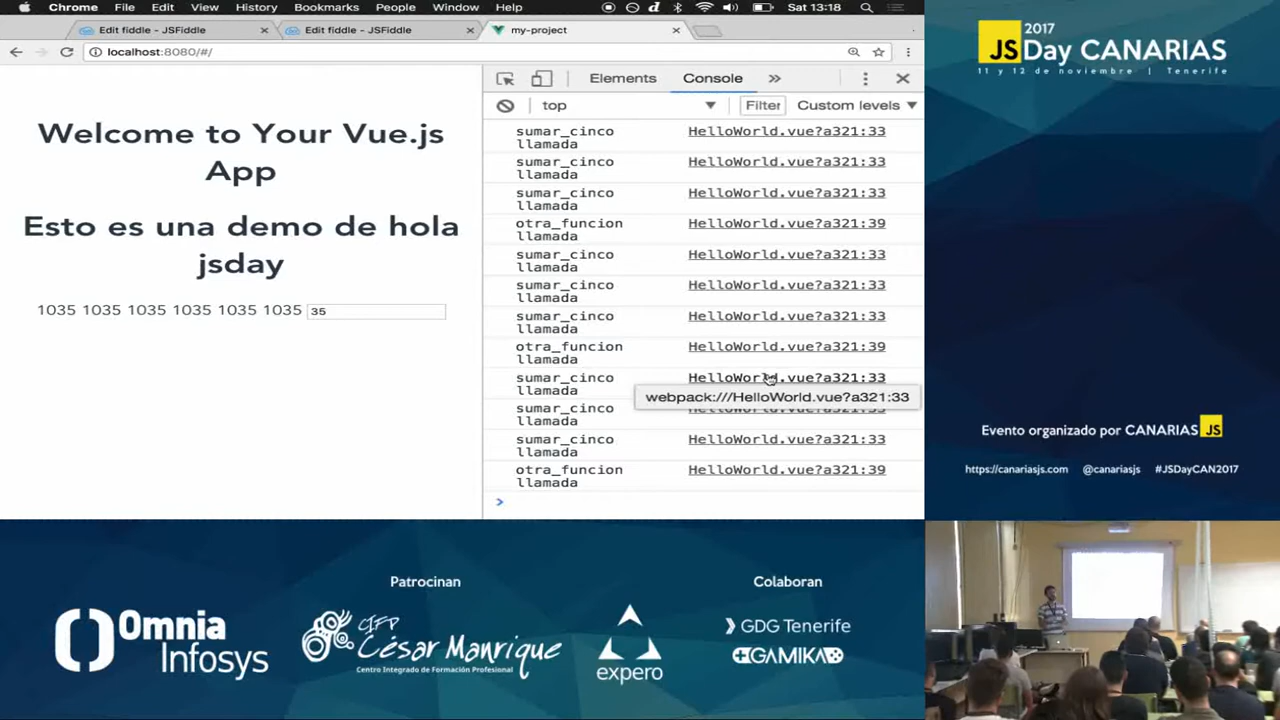 Chrome File Edit View History Bookmarks People Window Help Sat 13:18
Edit fiddle - JSFiddle
Edit fiddle - JSFiddle
my-project
localhost:8080/#/
Elements Console »
top Filter Custom levels
Welcome to Your Vue.js
App
Esto es una demo de hola
jsday
1035 1035 1035 1035 1035 1035 35
sumar_cinco HelloWorld.vue?a321:33
llamada
sumar_cinco HelloWorld.vue?a321:33
llamada
sumar_cinco HelloWorld.vue?a321:33
llamada
otra_funcion HelloWorld.vue?a321:39
llamada
sumar_cinco HelloWorld.vue?a321:33
llamada
sumar_cinco HelloWorld.vue?a321:33
llamada
sumar_cinco HelloWorld.vue?a321:33
llamada
otra_funcion HelloWorld.vue?a321:39
llamada
sumar_cinco HelloWorld.vue?a321:33
llamada
webpack:///HelloWorld.vue?a321:33
sumar_cinco HelloWorld.vue?a321:33
llamada
sumar_cinco HelloWorld.vue?a321:33
llamada
otra_funcion HelloWorld.vue?a321:39
llamada
>
2017
JSDay CANARIAS
11 y 12 de noviembre | Tenerife
Evento organizado por CANARIAS JS
https://canariasjs.com @canariasjs #JSDayCAN2017
Patrocinan
Omnia
Infosys
CIFP
César Manrique
Centro Integrado de Formación Profesional
expero
Colaboran
GDG Tenerife
GAMIKA